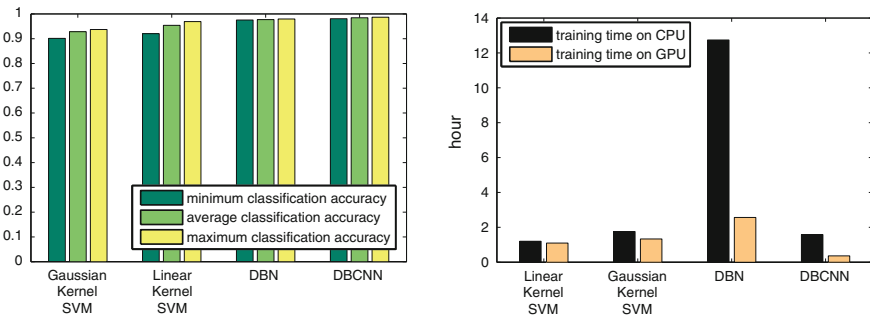 1
0.9
0.8
0.7
0.6
0.5
0.4
0.3
0.2
0.1
0
minimum classification accuracy
average classification accuracy
maximum classification accuracy
Gaussian
Kernel
SVM
Linear
Kernel
SVM
DBN
DBCNN
14
12
10
8
6
4
2
0
hour
training time on CPU
training time on GPU
Linear
Kernel
SVM
Gaussian
Kernel
SVM
DBN
DBCNN